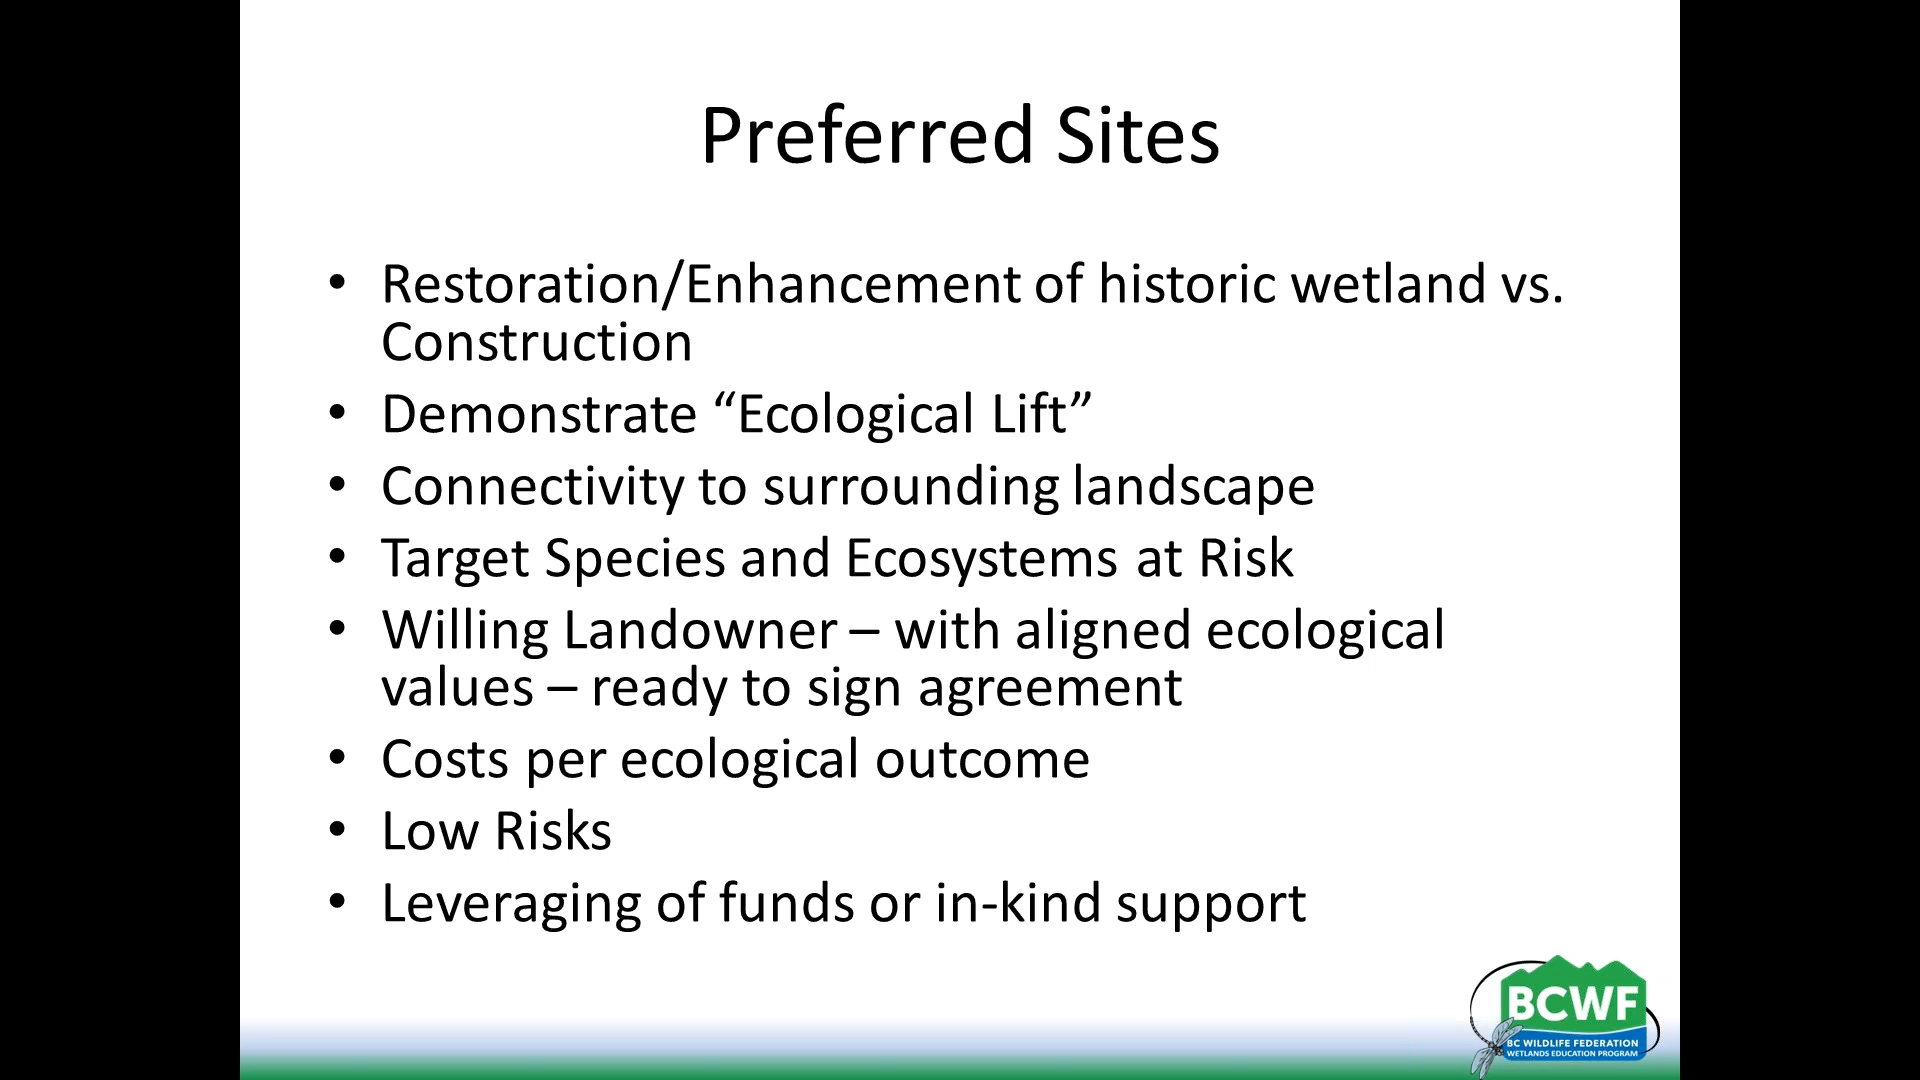 Preferred Sites
• Restoration/Enhancement of historic wetland vs.
Construction
• Demonstrate “Ecological Lift”
• Connectivity to surrounding landscape
• Target Species and Ecosystems at Risk
• Willing Landowner – with aligned ecological
values – ready to sign agreement
• Costs per ecological outcome
• Low Risks
• Leveraging of funds or in-kind support
BCWF
BC WILDLIFE FEDERATION
WETLANDS EDUCATION PROGRAM